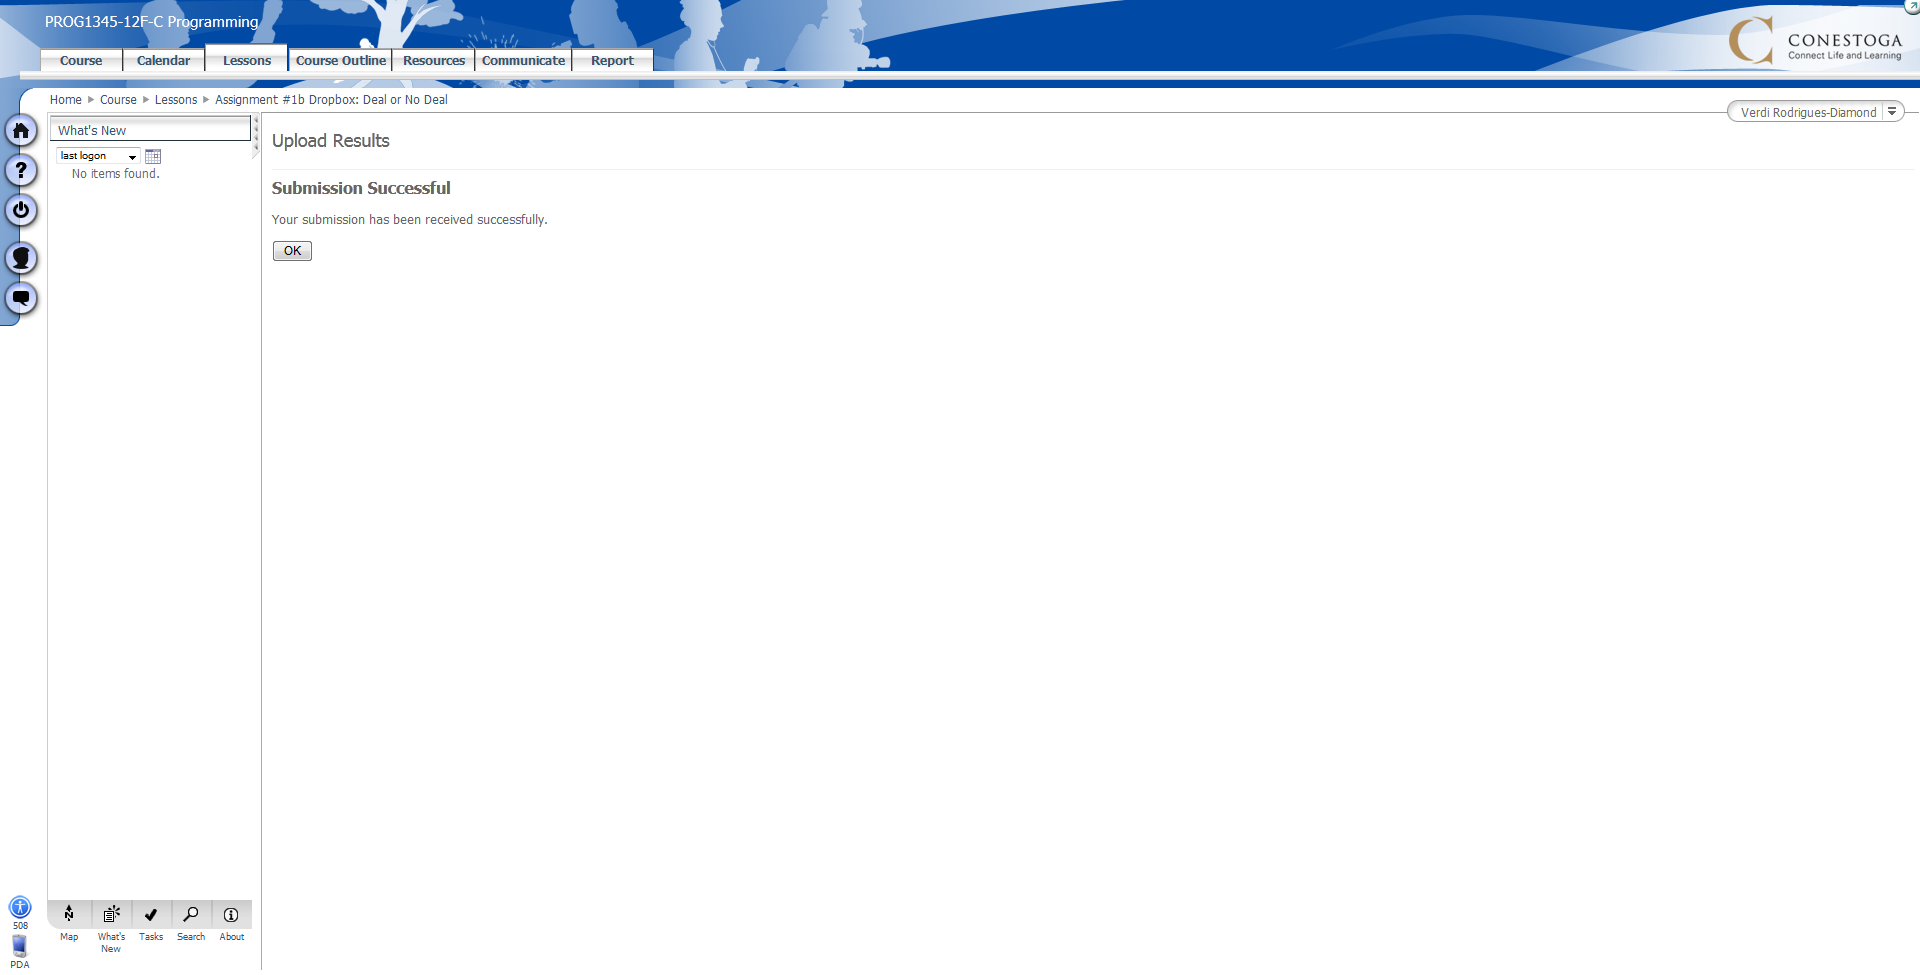 PROG1345-12F-C Programming
CONESTOGA
Connect Life and Learning
Course Calendar Lessons Course Outline Resources Communicate Report
Home Course Lessons Assignment #1b Dropbox: Deal or No Deal
Verdi Rodrigues-Diamond
What's New
last logon
No items found.
Upload Results
Submission Successful
Your submission has been received successfully.
OK
508
PDA
Map What's New Tasks Search About